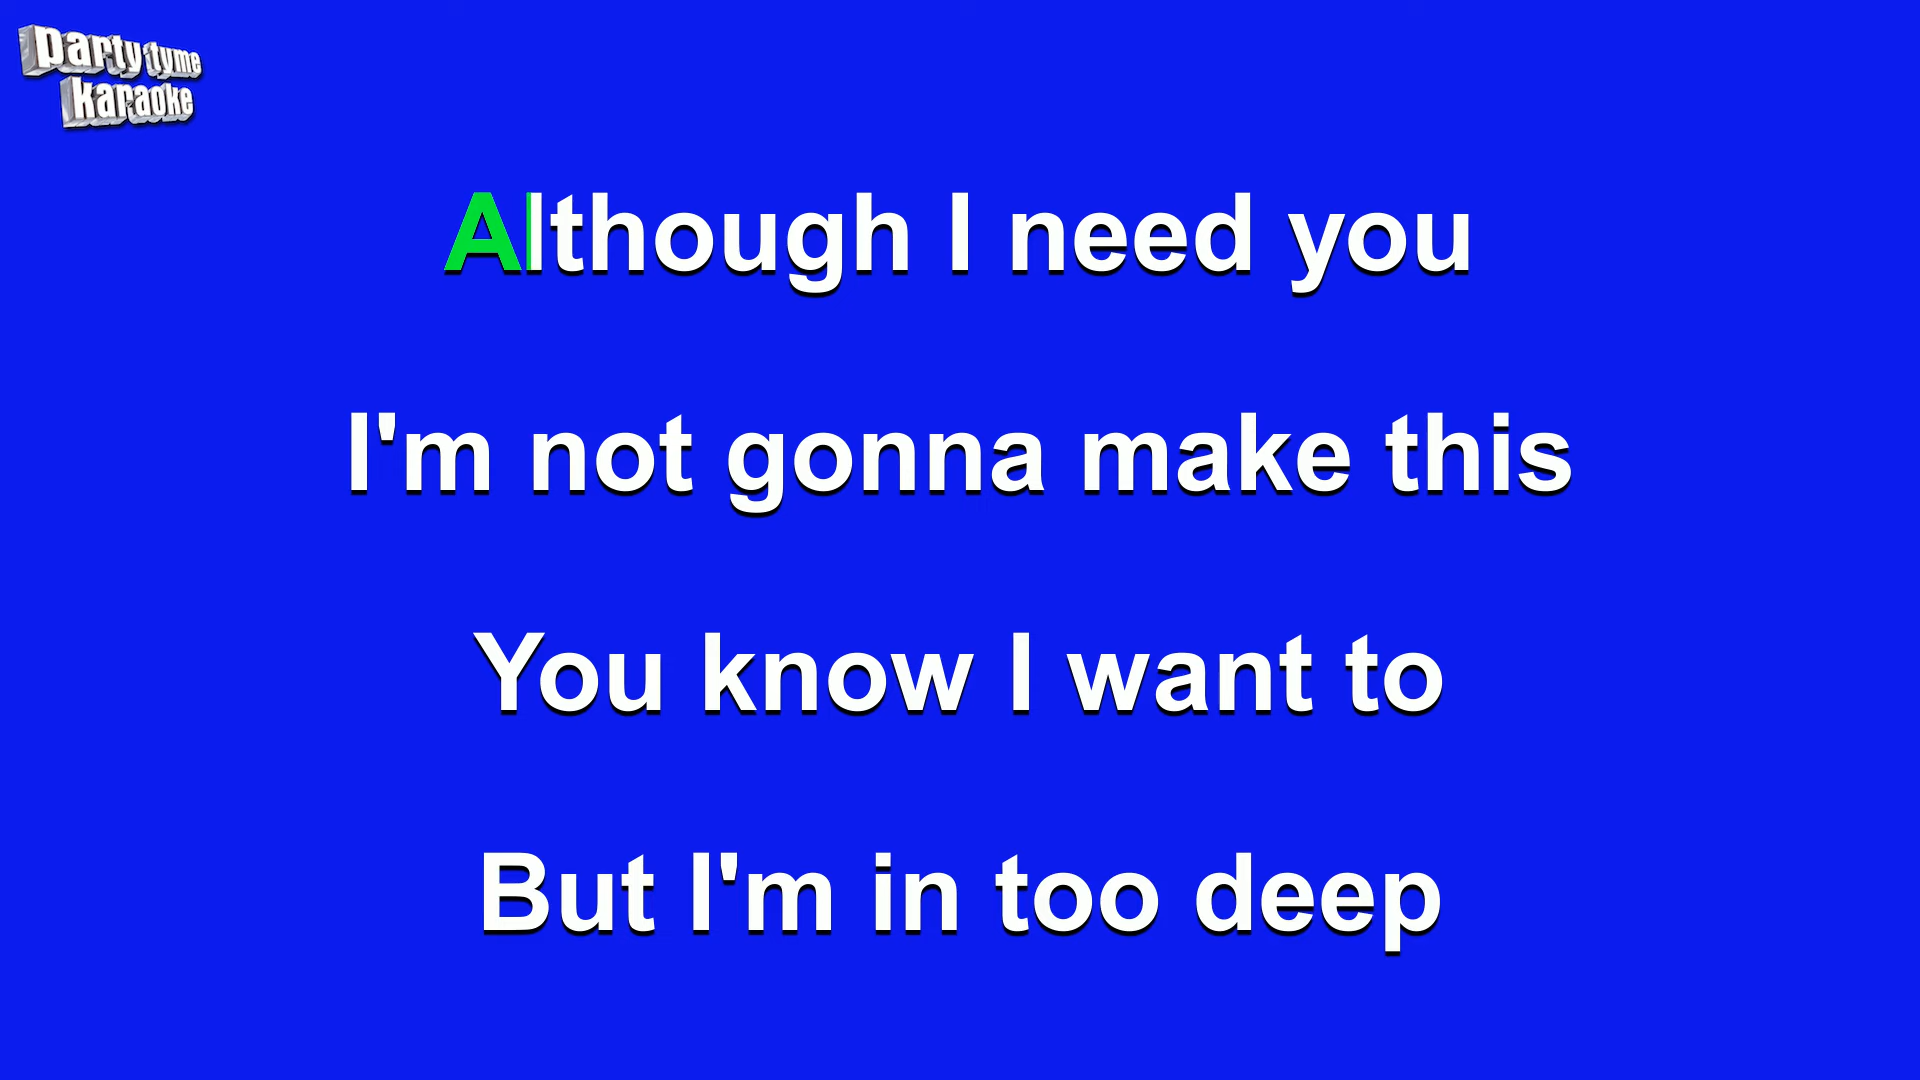 party tyme
karaoke
Although I need you
I'm not gonna make this
You know I want to
But I'm in too deep